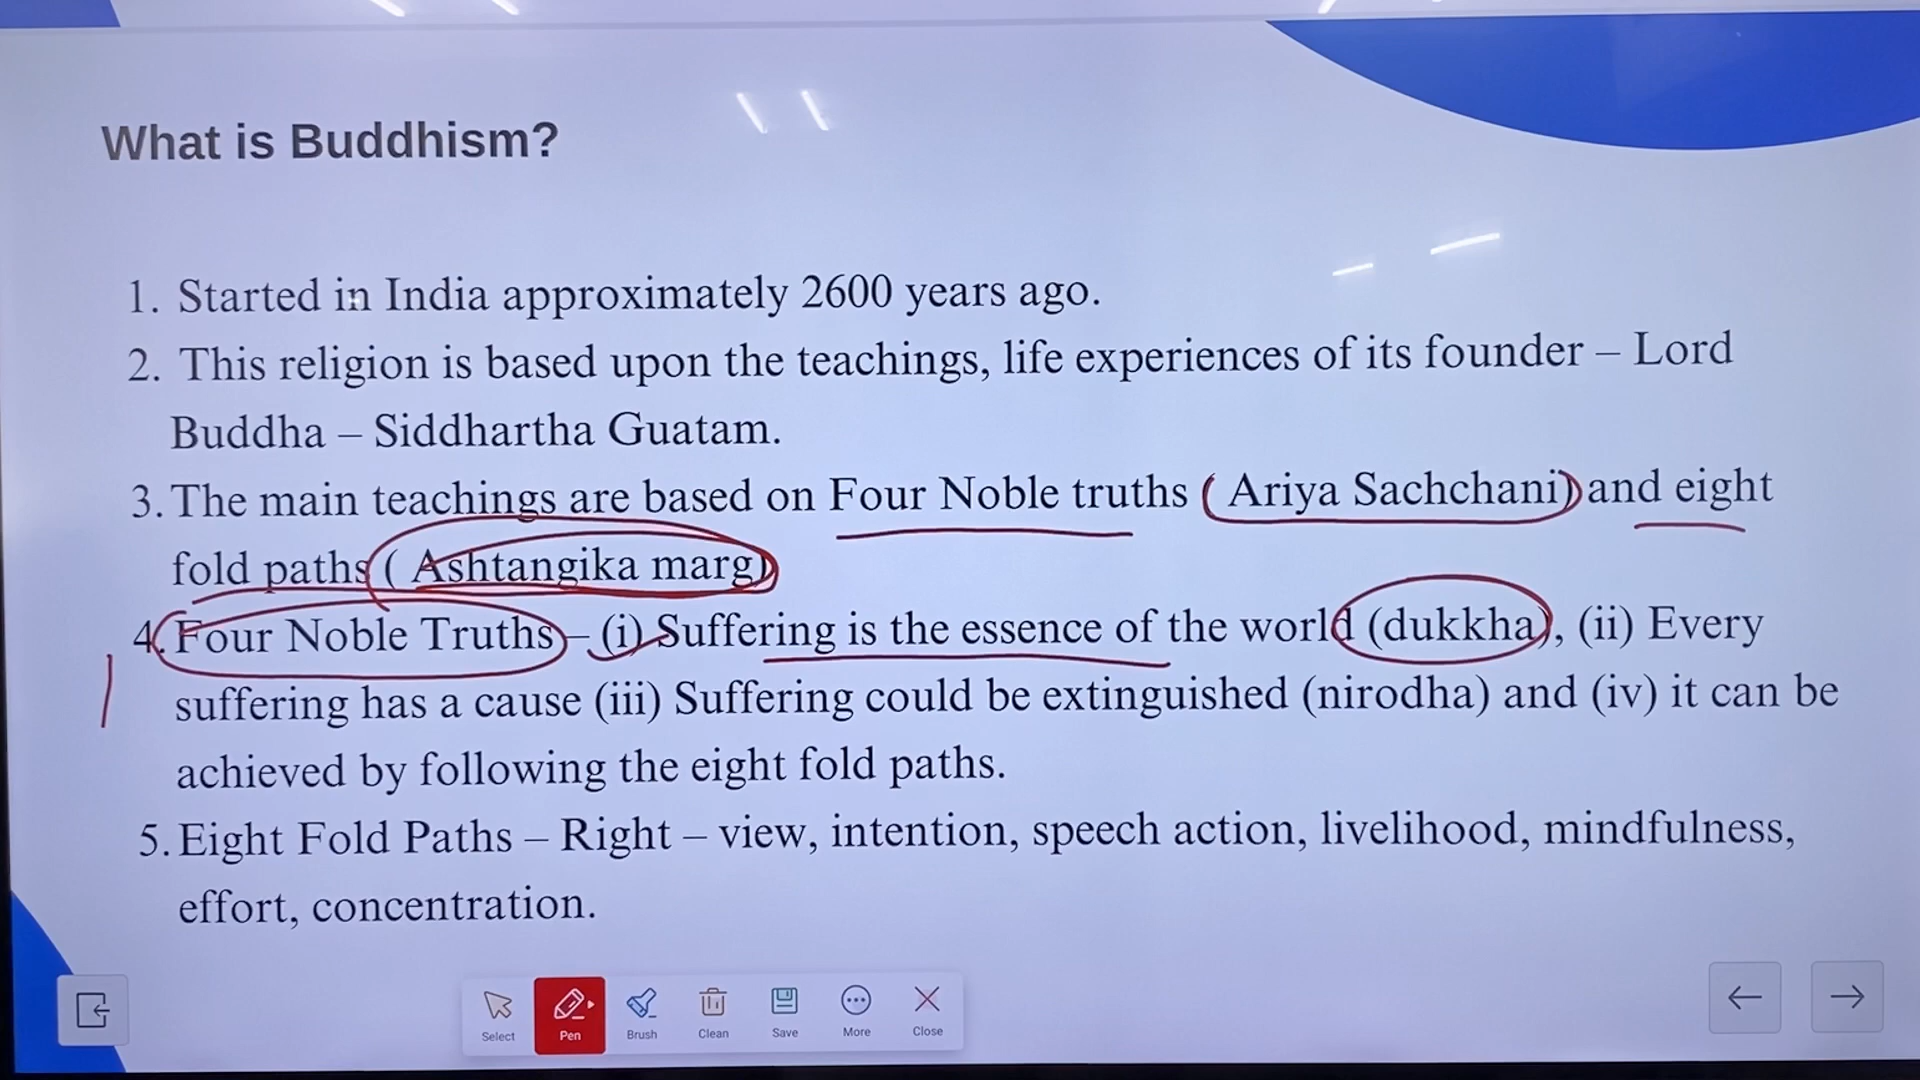 What is Buddhism?
1. Started in India approximately 2600 years ago.
2. This religion is based upon the teachings, life experiences of its founder – Lord
Buddha – Siddhartha Guatam.
3. The main teachings are based on Four Noble truths ( Ariya Sachchani) and eight
fold paths ( Ashtangika marg)
4. Four Noble Truths – (i) Suffering is the essence of the world (dukkha), (ii) Every
suffering has a cause (iii) Suffering could be extinguished (nirodha) and (iv) it can be
achieved by following the eight fold paths.
5. Eight Fold Paths – Right – view, intention, speech action, livelihood, mindfulness,
effort, concentration.
Select Pen Brush Clean Save More Close